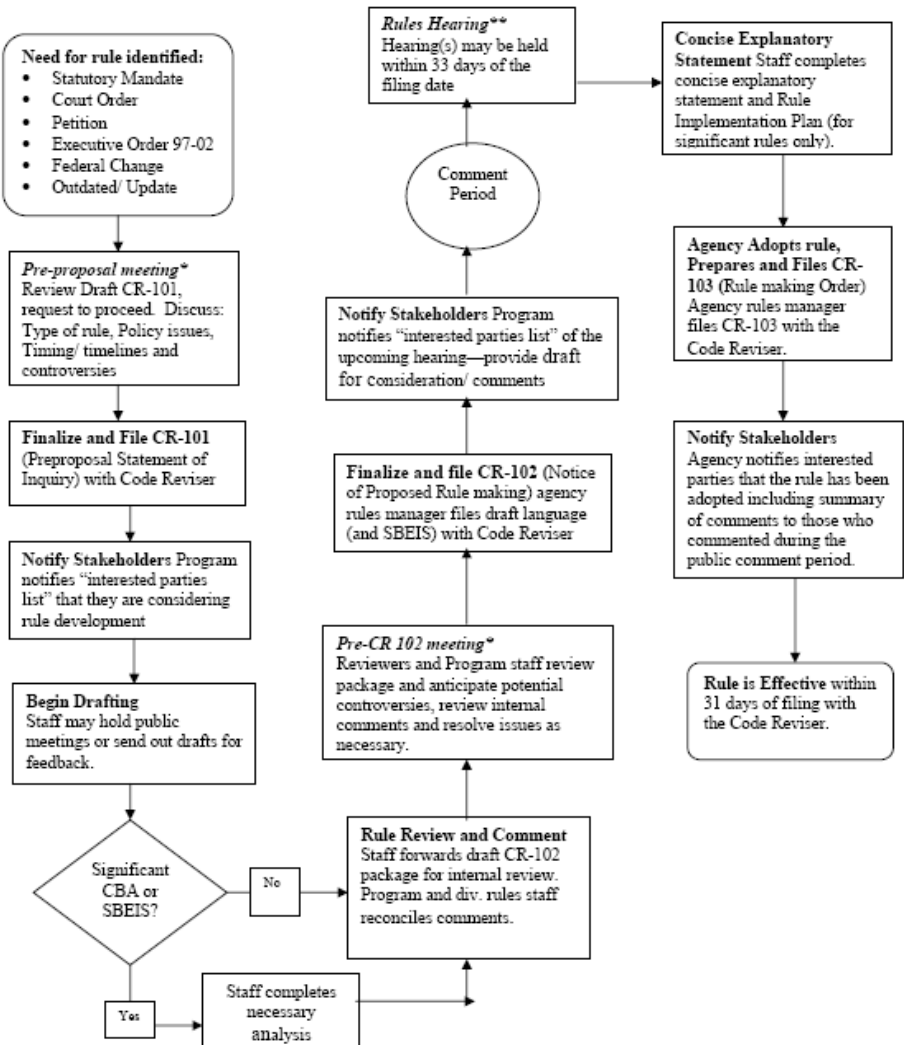 Need for rule identified:
• Statutory Mandate
• Court Order
• Petition
• Executive Order 97-02
• Federal Change
• Outdated/ Update
Pre-proposal meeting*
Review Draft CR-101,
request to proceed. Discuss:
Type of rule, Policy issues,
Timing/ timelines and
controversies
Finalize and File CR-101
(Preproposal Statement of
Inquiry) with Code Reviser
Notify Stakeholders Program
notifies “interested parties
list” that they are considering
rule development
Begin Drafting
Staff may hold public
meetings or send out drafts for
feedback.
Significant
CBA or
SBEIS?
No
Yes
Staff completes
necessary
analysis
Rule Review and Comment
Staff forwards draft CR-102
package for internal review.
Program and div. rules staff
reconciles comments.
Pre-CR 102 meeting*
Reviewers and Program staff review
package and anticipate potential
controversies, review internal
comments and resolve issues as
necessary.
Finalize and file CR-102 (Notice
of Proposed Rule making) agency
rules manager files draft language
(and SBEIS) with Code Reviser
Notify Stakeholders Program
notifies “interested parties list” of the
upcoming hearing—provide draft
for consideration/ comments
Comment
Period
Rules Hearing**
Hearing(s) may be held
within 33 days of the
filing date
Concise Explanatory
Statement Staff completes
concise explanatory
statement and Rule
Implementation Plan (for
significant rules only).
Agency Adopts rule,
Prepares and Files CR-
103 (Rule making Order)
Agency rules manager
files CR-103 with the
Code Reviser.
Notify Stakeholders
Agency notifies interested
parties that the rule has been
adopted including summary
of comments to those who
commented during the
public comment period.
Rule is Effective within
31 days of filing with
the Code Reviser.